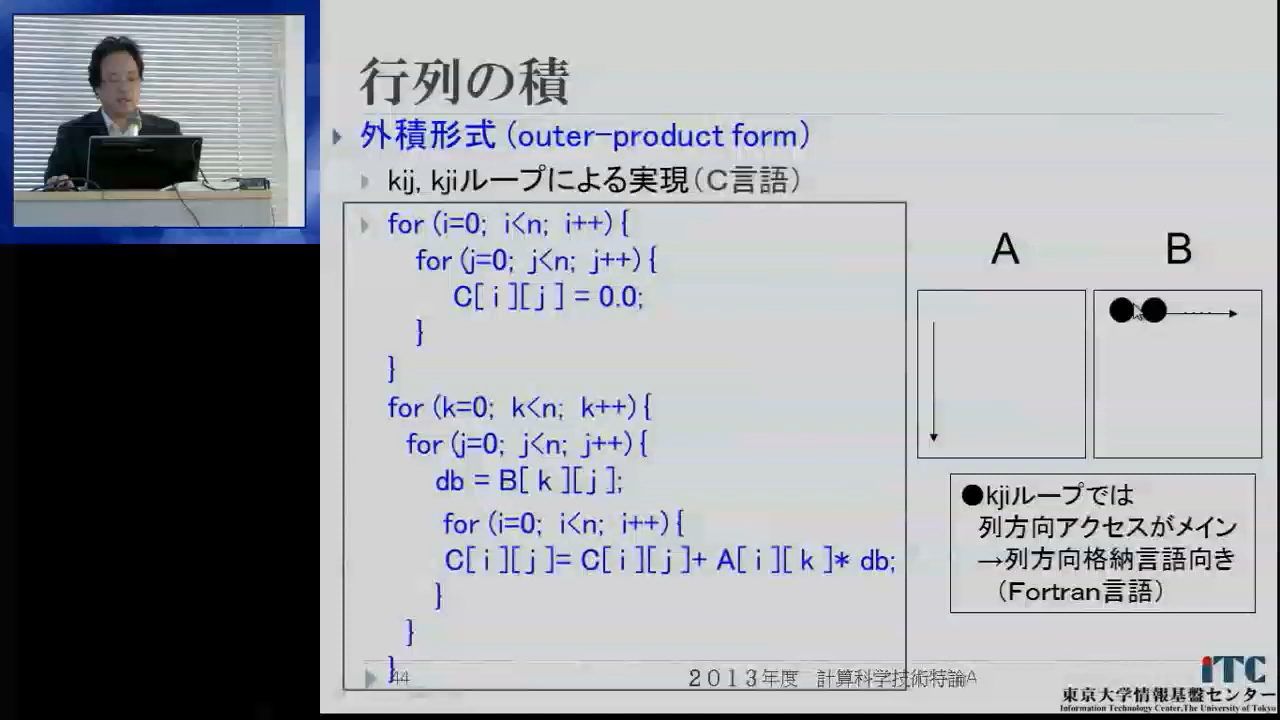 行列の積
外積形式 (outer-product form)
kij, kjiループによる実現（Ｃ言語）
for (i=0; i<n; i++) {
for (j=0; j<n; j++) {
C[ i ][ j ] = 0.0;
}
}
for (k=0; k<n; k++) {
for (j=0; j<n; j++) {
db = B[ k ][ j ];
for (i=0; i<n; i++) {
C[ i ][ j ]= C[ i ][ j ]+ A[ i ][ k ]* db;
}
}
}
A
B
●kjiループでは
列方向アクセスがメイン
→列方向格納言語向き
（Fortran言語）
44
２０１３年度 計算科学技術特論A
iTC
東京大学情報基盤センター
Information Technology Center, The University of Tokyo